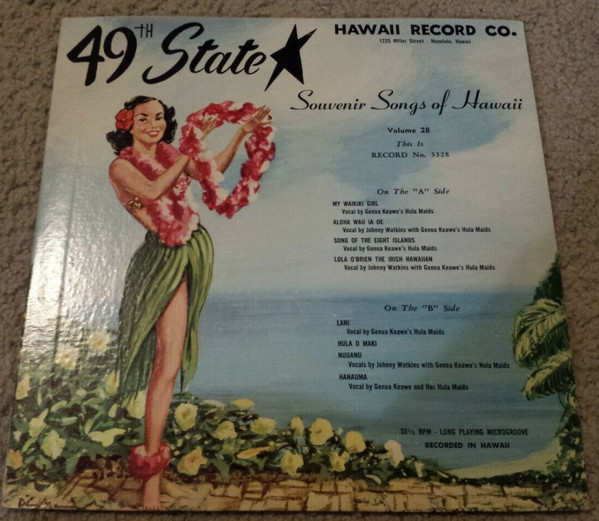 49TH State
HAWAII RECORD CO.
1225 Miller Street - Honolulu, Hawaii
Souvenir Songs of Hawaii
Volume 28
This Is
RECORD No. 3328
On The "A" Side
MY WAIKIKI GIRL
Vocal by Genoa Keawe's Hula Maids
ALOHA WAU IA OE
Vocal by Johnny Watkins with Genoa Keawe's Hula Maids
SONG OF THE EIGHT ISLANDS
Vocal by Genoa Keawe's Hula Maids
LOLA O'BRIEN THE IRISH HAWAIIAN
Vocal by Johnny Watkins with Genoa Keawe's Hula Maids
On The "B" Side
LANI
Vocal by Genoa Keawe's Hula Maids
HULA O MAKI
NUUANU
Vocals by Johnny Watkins with Genoa Keawe's Hula Maids
HANAUMA
Vocal by Genoa Keawe and Her Hula Maids
33⅓ RPM - LONG PLAYING MICROGROOVE
RECORDED IN HAWAII